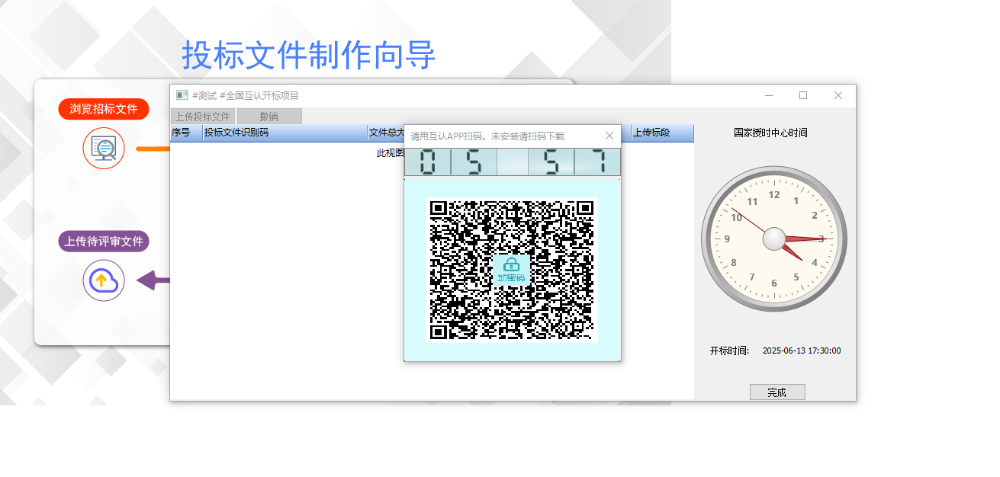 投标文件制作向导
浏览招标文件
上传待评审文件
#测试 #全国互认开标项目
上传投标文件 撤销
序号 投标文件识别码 文件总大 上传标段
此视图
请用互认APP扫码。未安装请扫码下载
05 57
加密码
国家授时中心时间
12
1
2
3
4
5
6
7
8
9
10
11
开标时间: 2025-06-13 17:30:00
完成